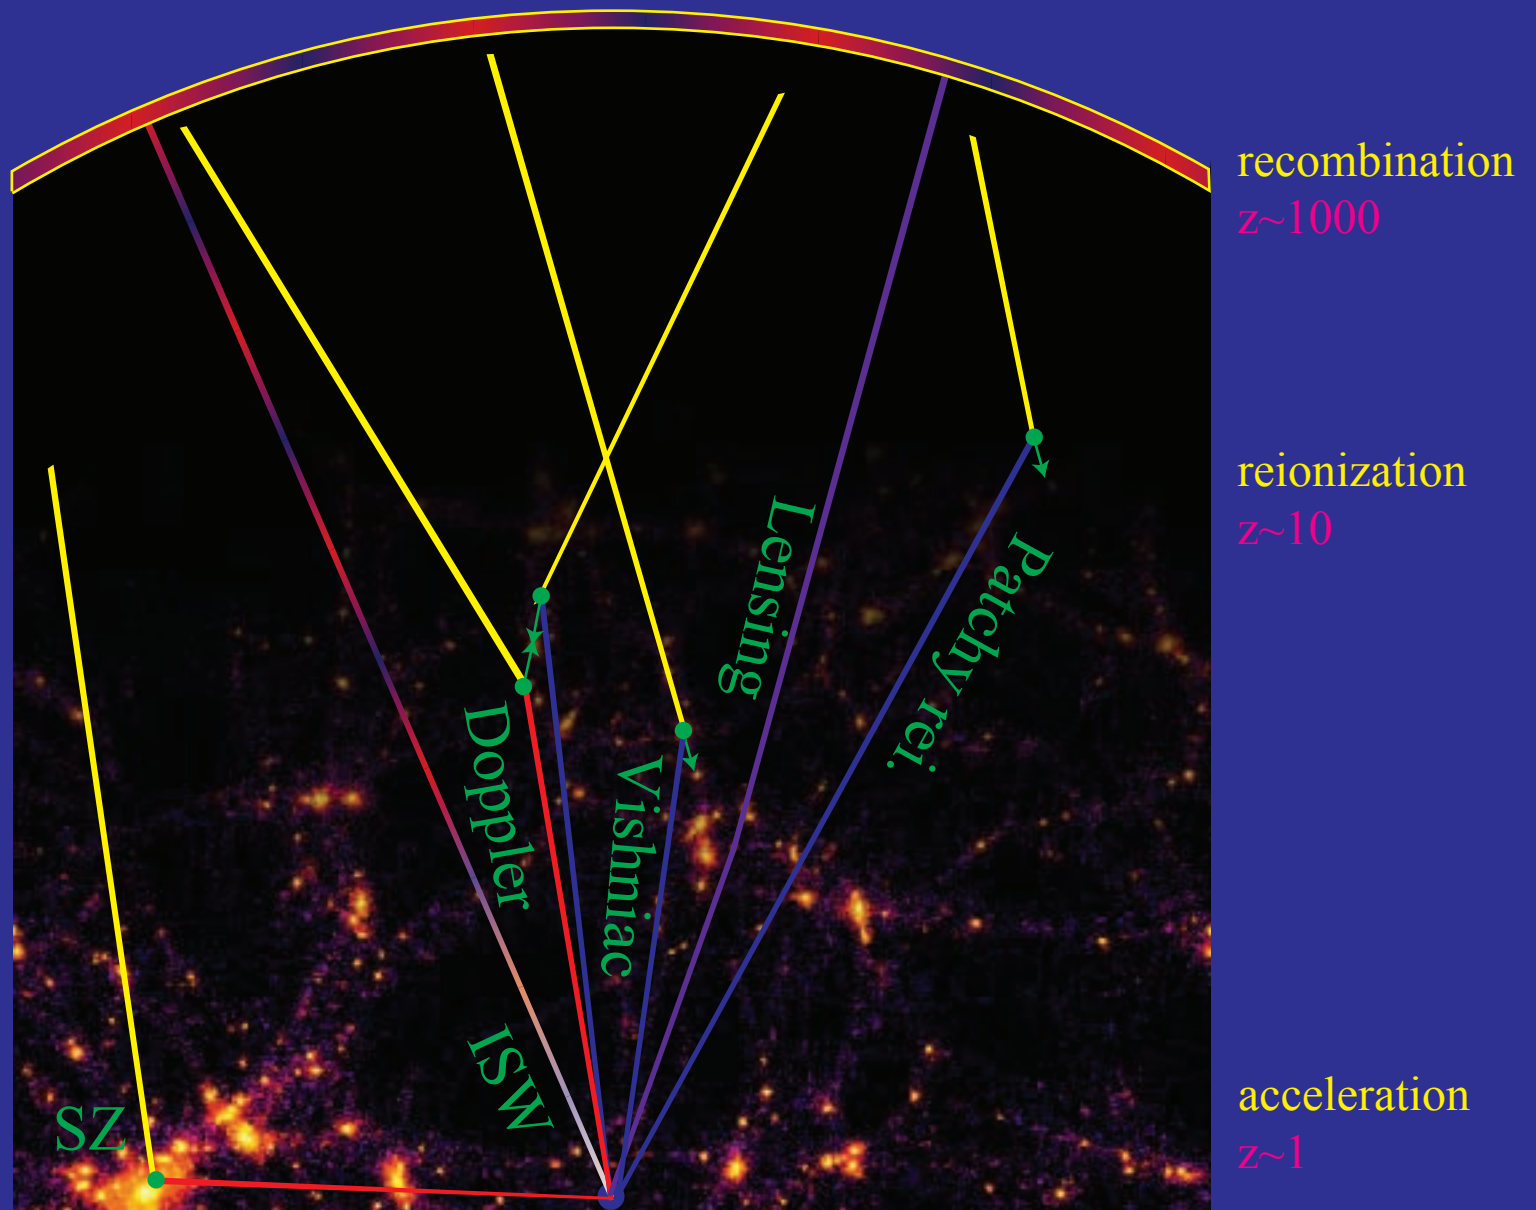 recombination
z~1000
reionization
z~10
Lensing
Patchy rei.
Doppler
Vishniac
ISW
SZ
acceleration
z~1